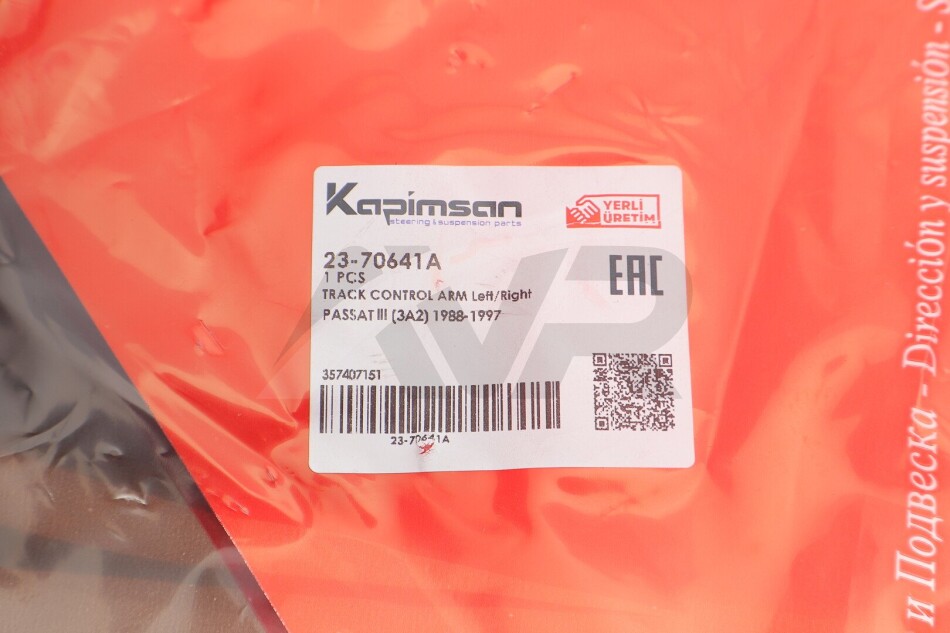 Kapimsan
steering & suspension parts
YERLİ
ÜRETİM
23-70641A
1 PCS
TRACK CONTROL ARM Left/Right
PASSAT III (3A2) 1988-1997
EAC
357407151
23-70641A
и Подвеска - Dirección y suspensión - S